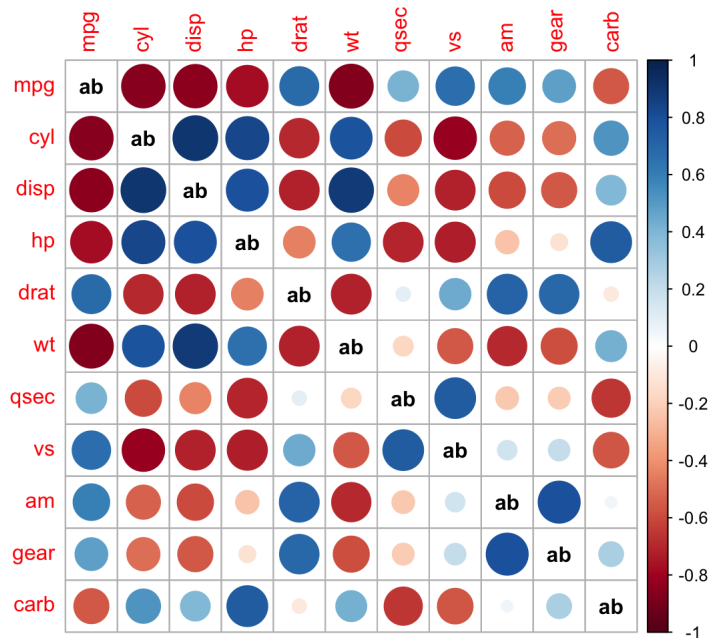 mpg cyl disp hp drat wt qsec vs am gear carb
mpg ab
cyl ab
disp ab
hp ab
drat ab
wt ab
qsec ab
vs ab
am ab
gear ab
carb ab
1
0.8
0.6
0.4
0.2
0
-0.2
-0.4
-0.6
-0.8
-1